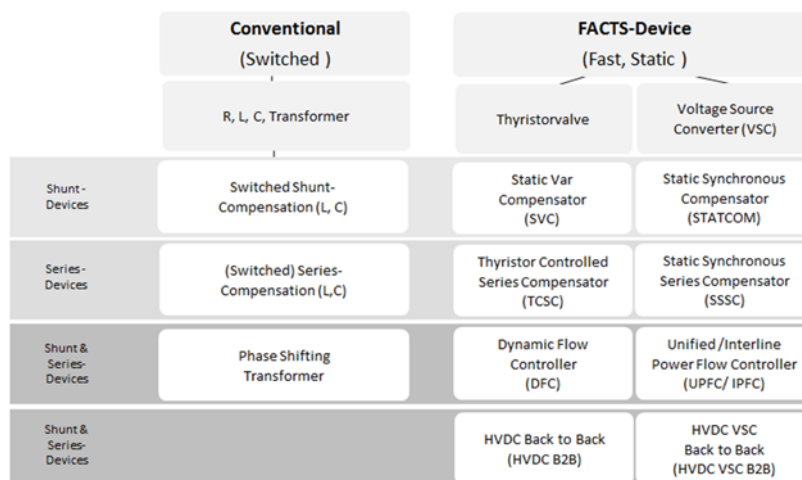 Conventional
(Switched )
FACTS-Device
(Fast, Static )
R, L, C, Transformer
Thyristorvalve
Voltage Source
Converter (VSC)
Shunt -
Devices
Switched Shunt-
Compensation (L, C)
Static Var
Compensator
(SVC)
Static Synchronous
Compensator
(STATCOM)
Series -
Devices
(Switched) Series-
Compensation (L,C)
Thyristor Controlled
Series Compensator
(TCSC)
Static Synchronous
Series Compensator
(SSSC)
Shunt &
Series-
Devices
Phase Shifting
Transformer
Dynamic Flow
Controller
(DFC)
Unified /Interline
Power Flow Controller
(UPFC/ IPFC)
Shunt &
Series-
Devices
HVDC Back to Back
(HVDC B2B)
HVDC VSC
Back to Back
(HVDC VSC B2B)